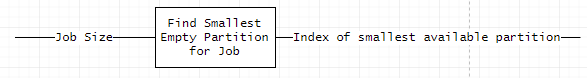 Job Size
Find Smallest
Empty Partition
for Job
Index of smallest available partition